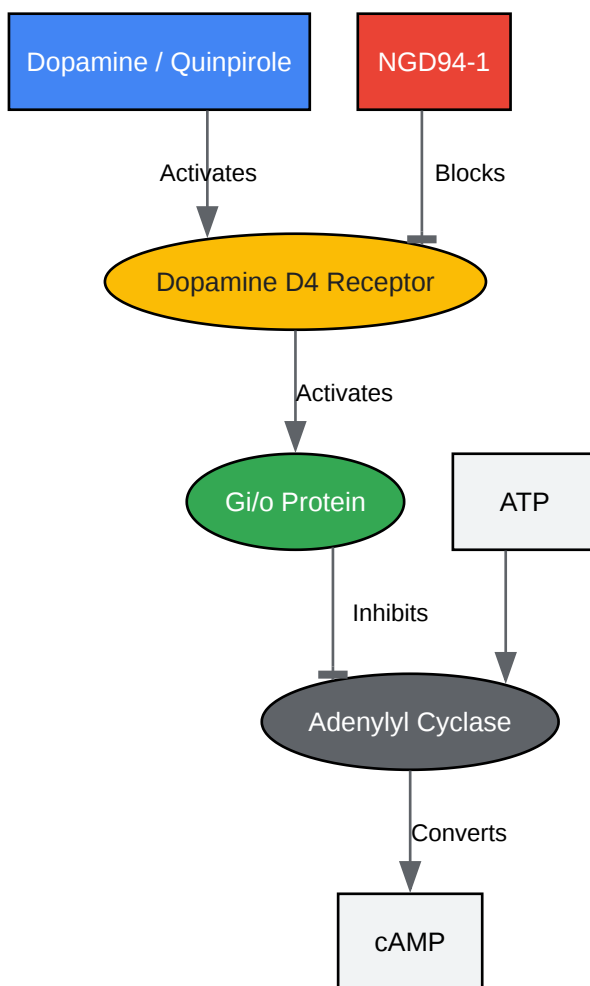 Dopamine / Quinpirole
NGD94-1
Activates
Blocks
Dopamine D4 Receptor
Activates
Gi/o Protein
ATP
Inhibits
Adenylyl Cyclase
Converts
cAMP